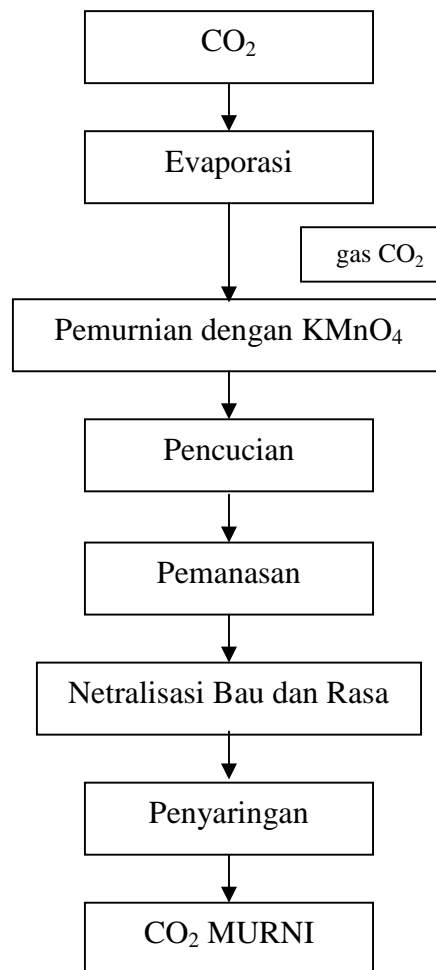 CO₂
Evaporasi
gas CO₂
Pemurnian dengan KMnO₄
Pencucian
Pemanasan
Netralisasi Bau dan Rasa
Penyaringan
CO₂ MURNI